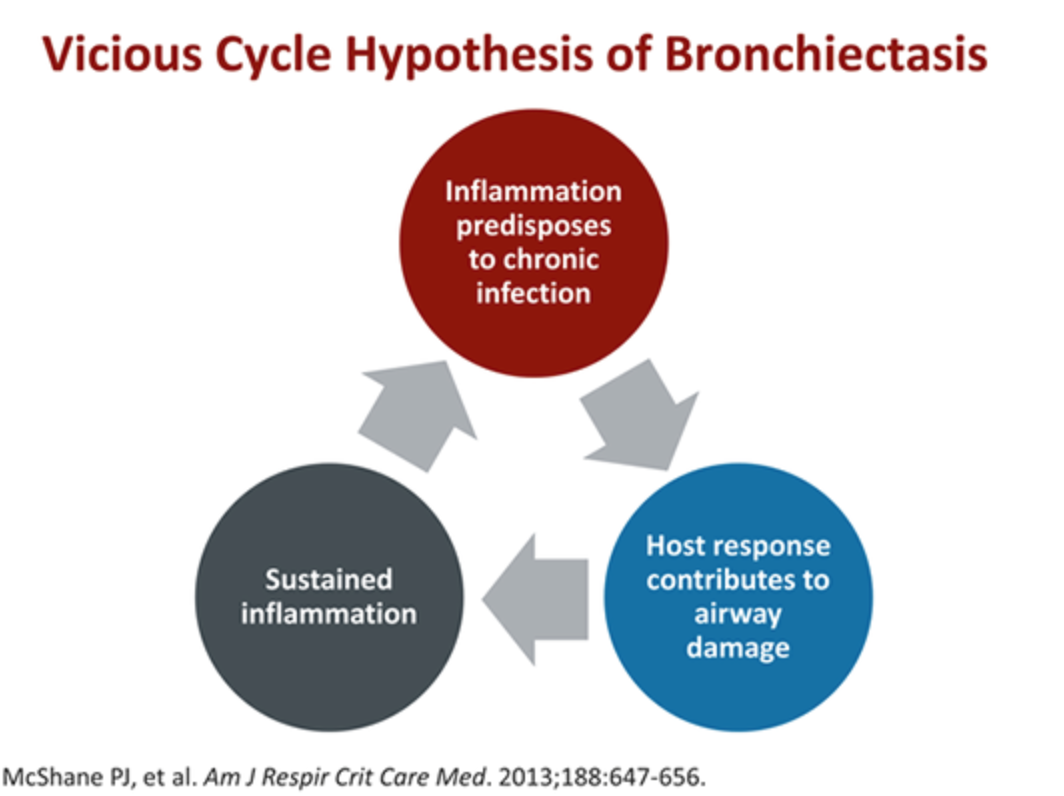 Vicious Cycle Hypothesis of Bronchiectasis
Inflammation
predisposes
to chronic
infection
Host response
contributes to
airway
damage
Sustained
inflammation
McShane PJ, et al. Am J Respir Crit Care Med. 2013;188:647-656.